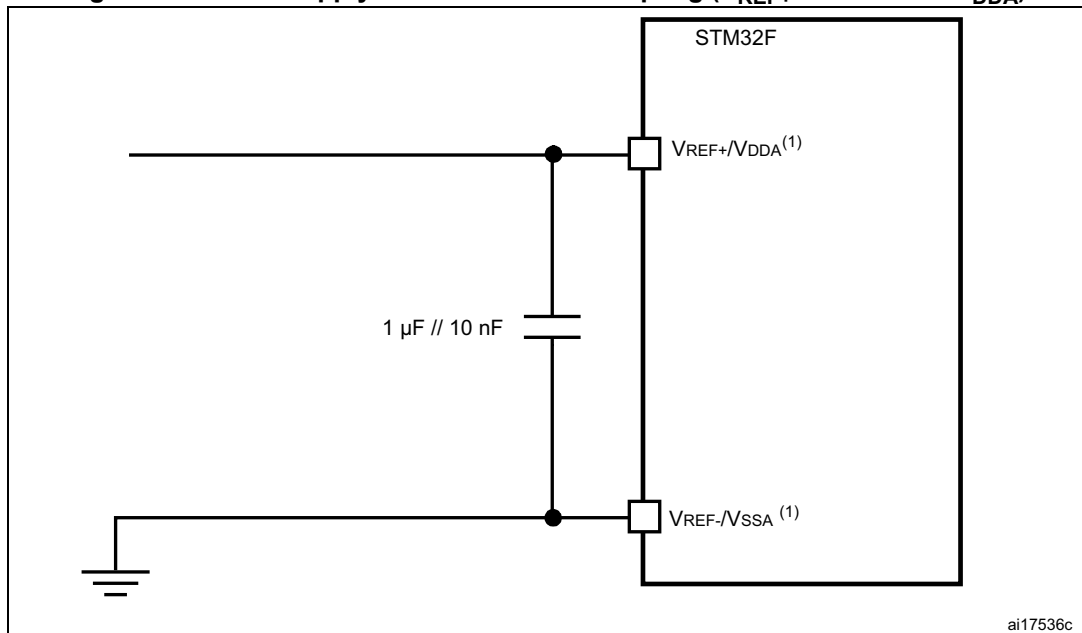 STM32F
VREF+/VDDA(1)
1 µF // 10 nF
VREF-/VSSA (1)
ai17536c